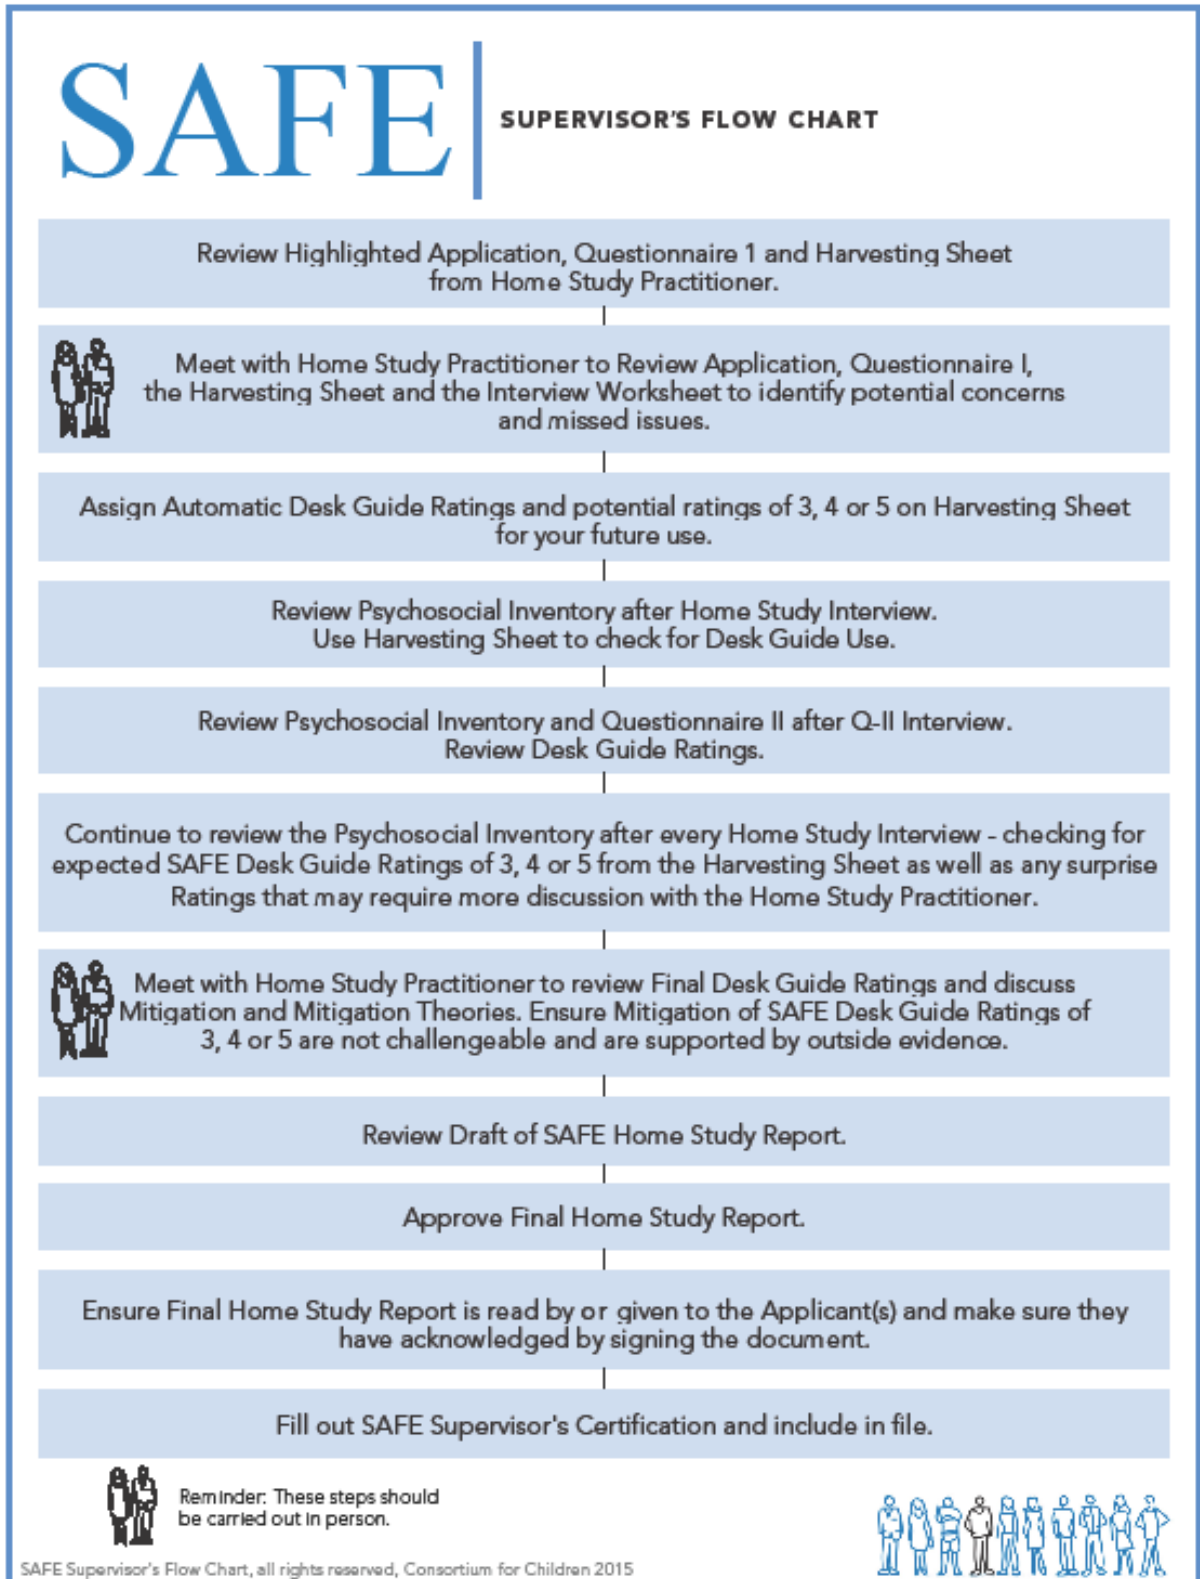 SAFE
SUPERVISOR'S FLOW CHART
Review Highlighted Application, Questionnaire 1 and Harvesting Sheet
from Home Study Practitioner.
Meet with Home Study Practitioner to Review Application, Questionnaire I,
the Harvesting Sheet and the Interview Worksheet to identify potential concerns
and missed issues.
Assign Automatic Desk Guide Ratings and potential ratings of 3, 4 or 5 on Harvesting Sheet
for your future use.
Review Psychosocial Inventory after Home Study Interview.
Use Harvesting Sheet to check for Desk Guide Use.
Review Psychosocial Inventory and Questionnaire II after Q-II Interview.
Review Desk Guide Ratings.
Continue to review the Psychosocial Inventory after every Home Study Interview - checking for
expected SAFE Desk Guide Ratings of 3, 4 or 5 from the Harvesting Sheet as well as any surprise
Ratings that may require more discussion with the Home Study Practitioner.
Meet with Home Study Practitioner to review Final Desk Guide Ratings and discuss
Mitigation and Mitigation Theories. Ensure Mitigation of SAFE Desk Guide Ratings of
3, 4 or 5 are not challengeable and are supported by outside evidence.
Review Draft of SAFE Home Study Report.
Approve Final Home Study Report.
Ensure Final Home Study Report is read by or given to the Applicant(s) and make sure they
have acknowledged by signing the document.
Fill out SAFE Supervisor's Certification and include in file.
Reminder: These steps should
be carried out in person.
SAFE Supervisor's Flow Chart, all rights reserved, Consortium for Children 2015